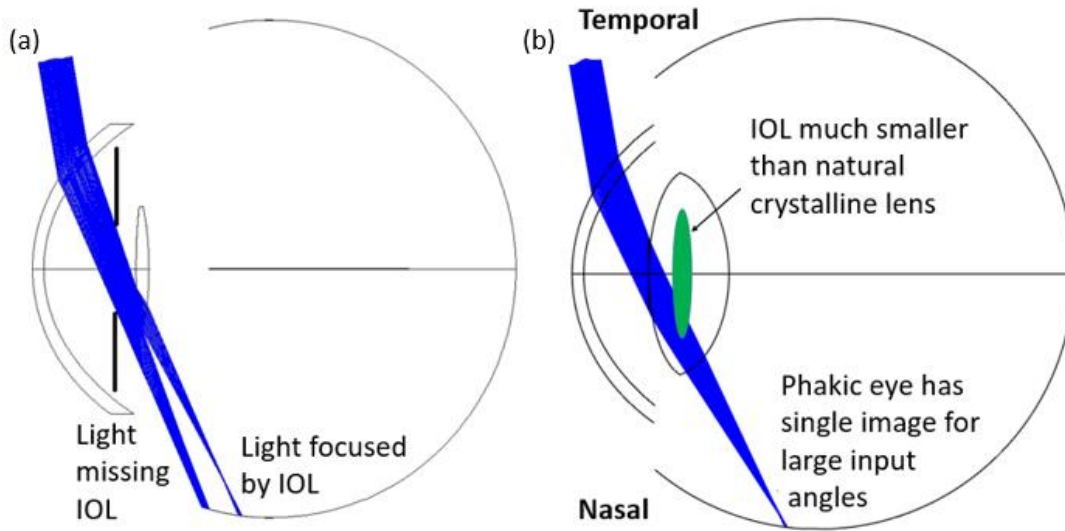 (a)
Light
missing
IOL
Light focused
by IOL
(b)
Temporal
IOL much smaller
than natural
crystalline lens
Phakic eye has
single image for
large input
angles
Nasal